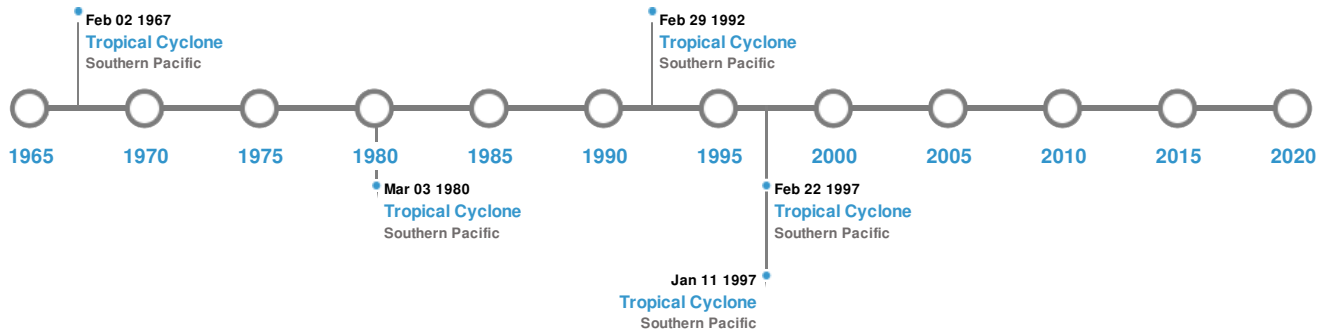 Feb 02 1967
Tropical Cyclone
Southern Pacific
Feb 29 1992
Tropical Cyclone
Southern Pacific
1965 1970 1975 1980 1985 1990 1995 2000 2005 2010 2015 2020
Mar 03 1980
Tropical Cyclone
Southern Pacific
Feb 22 1997
Tropical Cyclone
Southern Pacific
Jan 11 1997
Tropical Cyclone
Southern Pacific